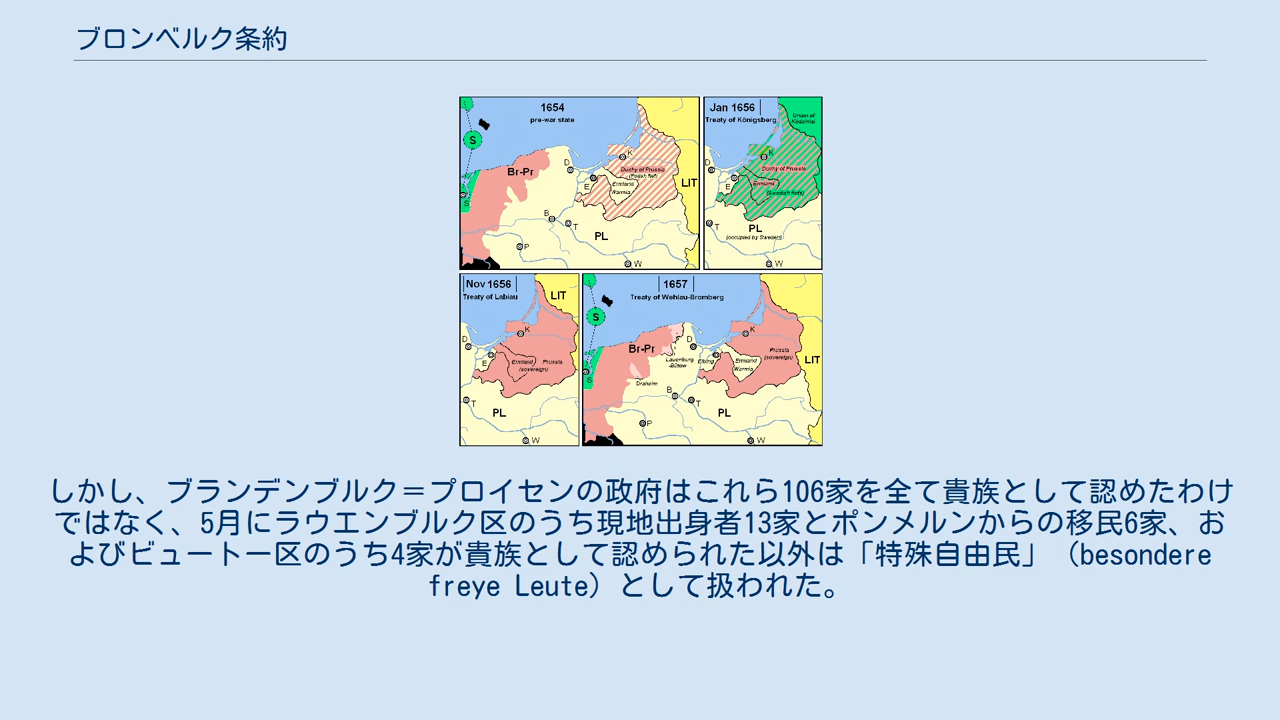 ブロンベルク条約
1654
pre-war state
S
S
Br-Pr
D
K
E
Duchy of Prussia
(Polish fief)
Ermland
Warmia
LIT
B
T
PL
P
W
Jan 1656
Treaty of Königsberg
Union of
Kėdainiai
K
D
Duchy of Prussia
E
Ermland
(Swedish fief)
T
PL
(occupied by Sweden)
W
Nov 1656
Treaty of Labiau
LIT
K
D
E
Ermland
Prussia
(sovereign)
T
PL
W
1657
Treaty of Wehlau-Bromberg
S
S
Br-Pr
D
K
Lauenburg
-Bütow
Elbing
Ermland
Warmia
Prussia
(sovereign)
LIT
Draheim
B
T
PL
P
W
しかし、ブランデンブルク＝プロイセンの政府はこれら106家を全て貴族として認めたわけ
ではなく、5月にラウエンブルク区のうち現地出身者13家とポンメルンからの移民6家、お
よびビュートー区のうち4家が貴族として認められた以外は「特殊自由民」（besondere
freye Leute）として扱われた。